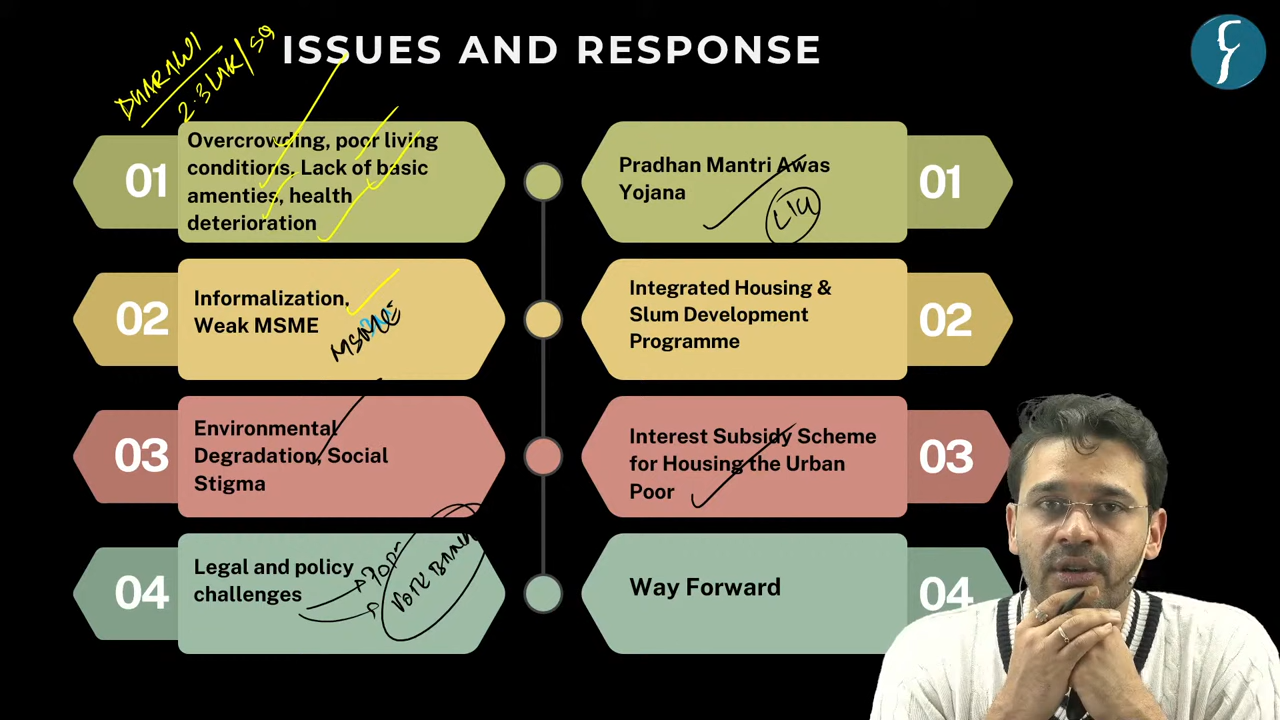 ISSUES AND RESPONSE
DHARAWI
2.3 LAK/SQ
01
Overcrowding, poor living
conditions. Lack of basic
amenties, health
deterioration
Pradhan Mantri Awas
Yojana
01
02
Informalization,
Weak MSME
MSME
Integrated Housing &
Slum Development
Programme
02
03
Environmental
Degradation, Social
Stigma
Interest Subsidy Scheme
for Housing the Urban
Poor
03
04
Legal and policy
challenges
VOTE BANK
Way Forward
04